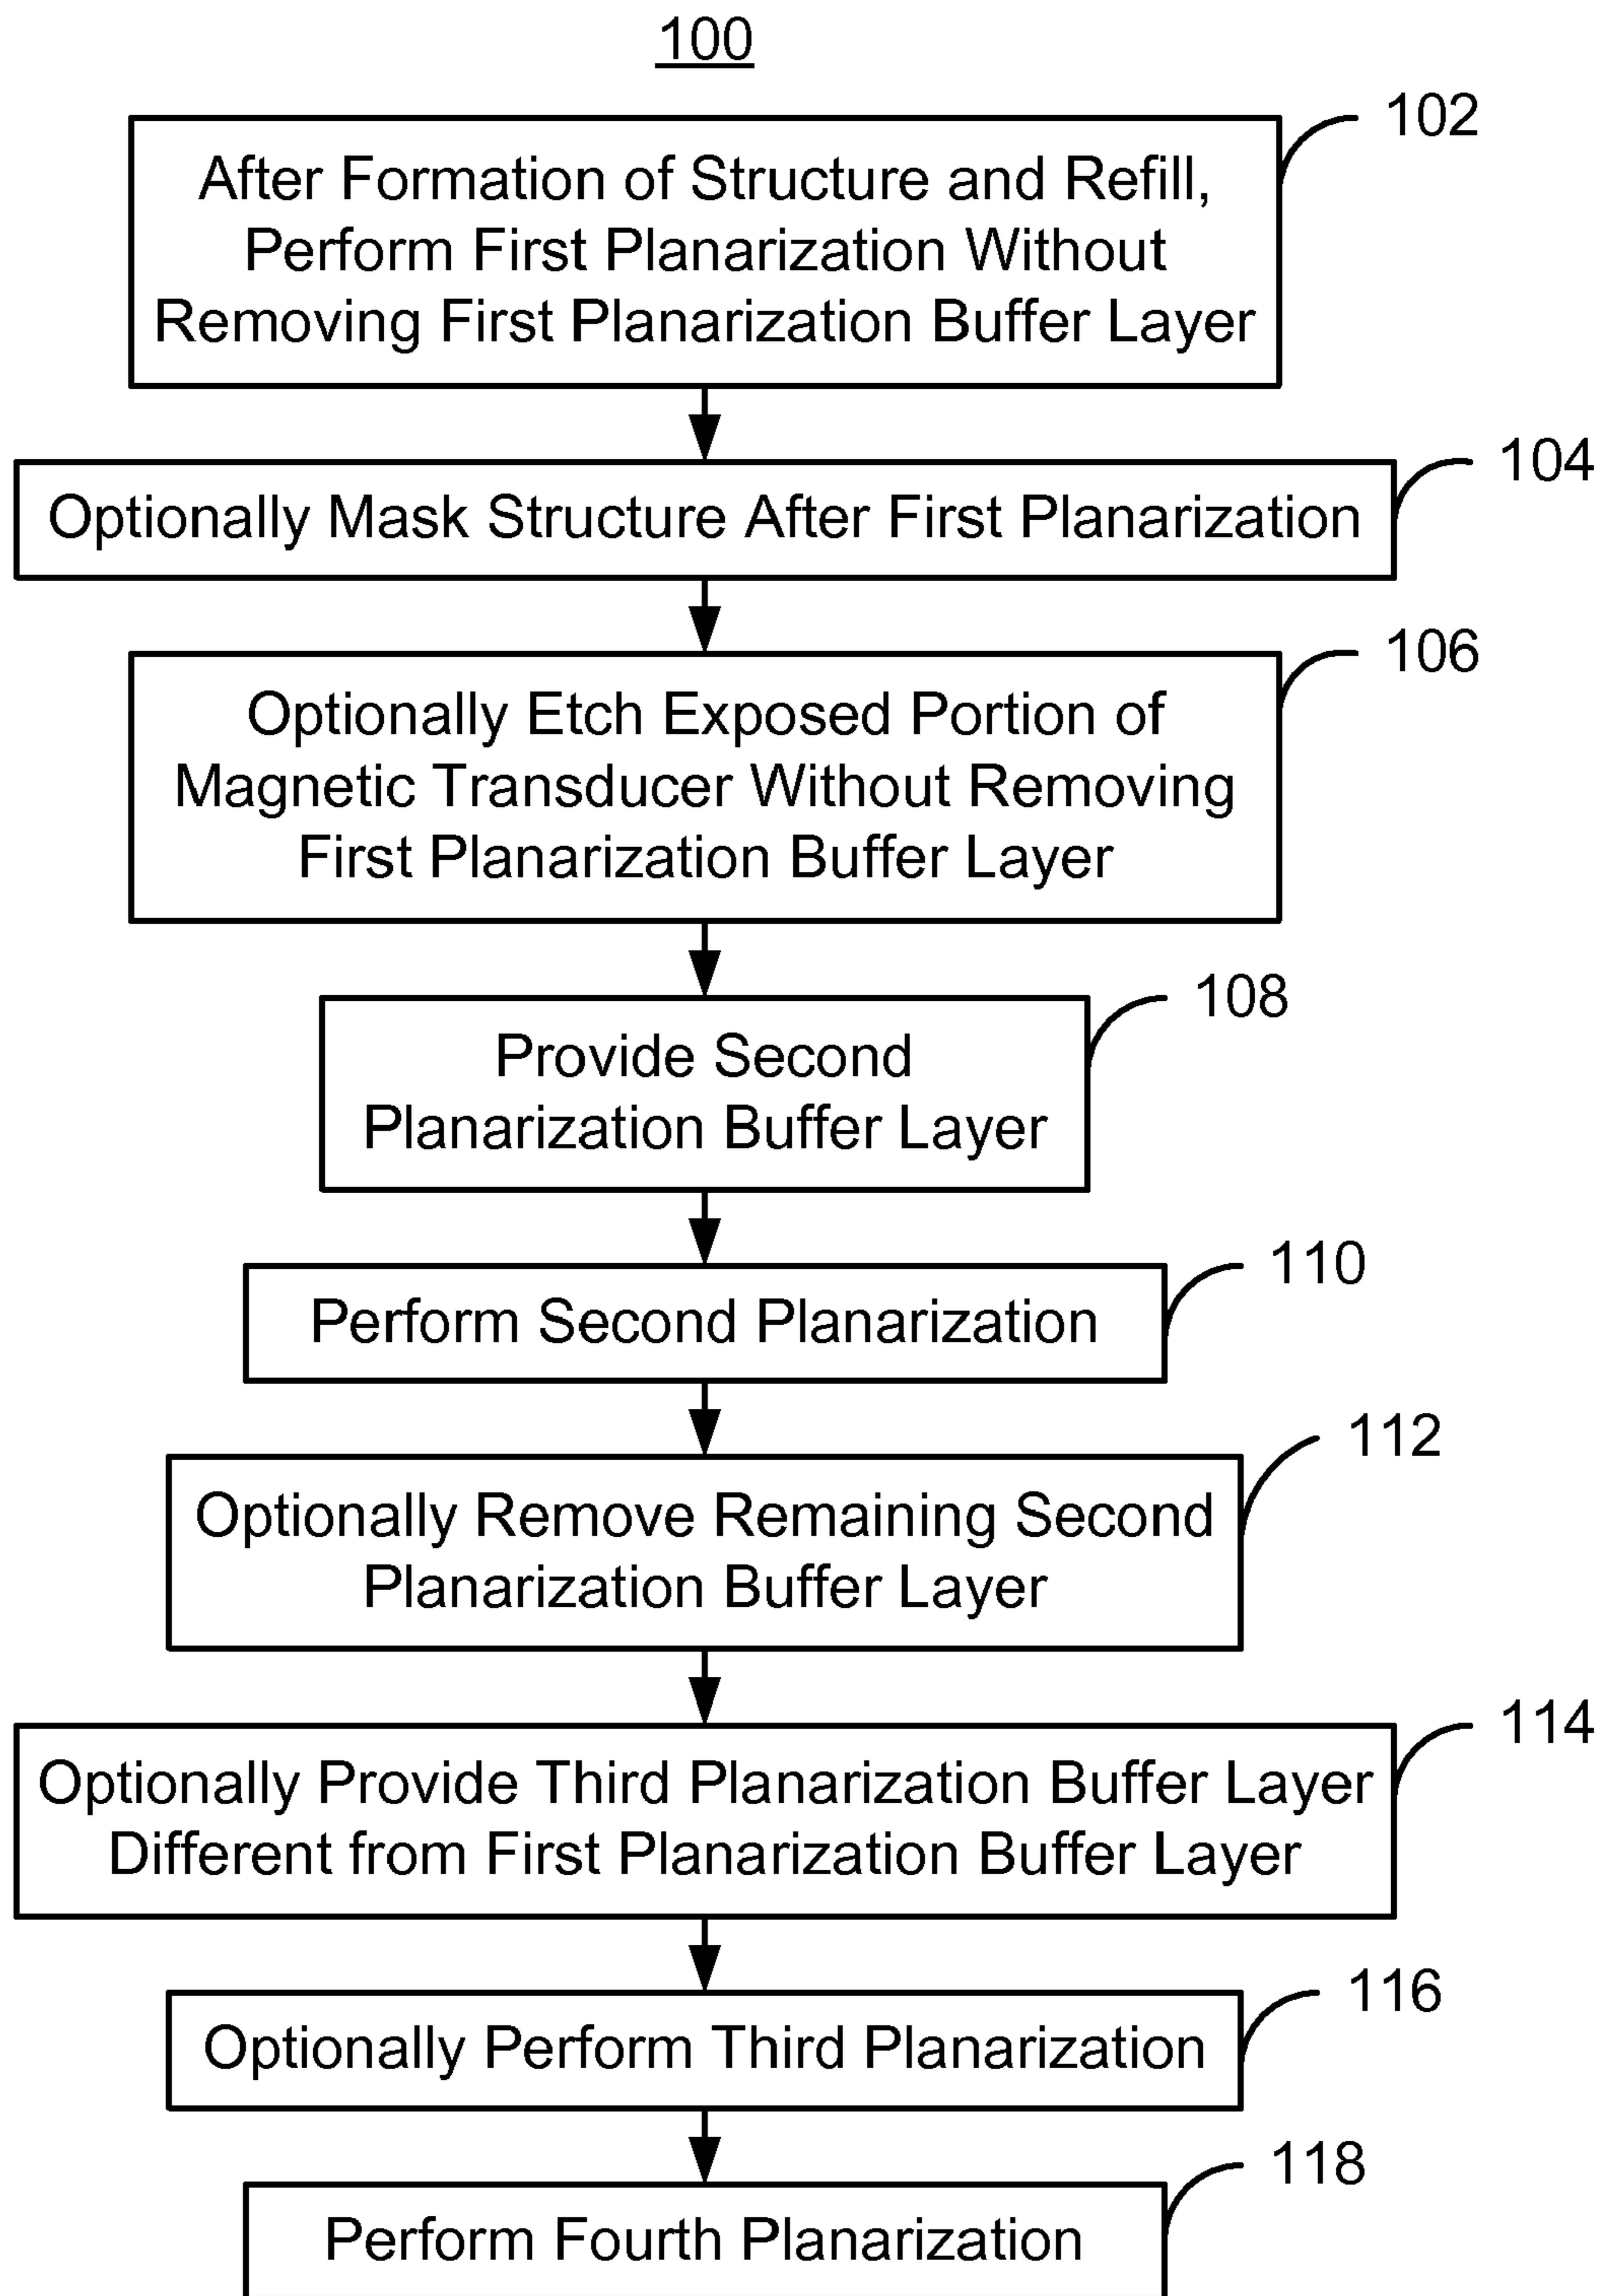 100
102
After Formation of Structure and Refill,
Perform First Planarization Without
Removing First Planarization Buffer Layer
104
Optionally Mask Structure After First Planarization
106
Optionally Etch Exposed Portion of
Magnetic Transducer Without Removing
First Planarization Buffer Layer
108
Provide Second
Planarization Buffer Layer
110
Perform Second Planarization
112
Optionally Remove Remaining Second
Planarization Buffer Layer
114
Optionally Provide Third Planarization Buffer Layer
Different from First Planarization Buffer Layer
116
Optionally Perform Third Planarization
118
Perform Fourth Planarization